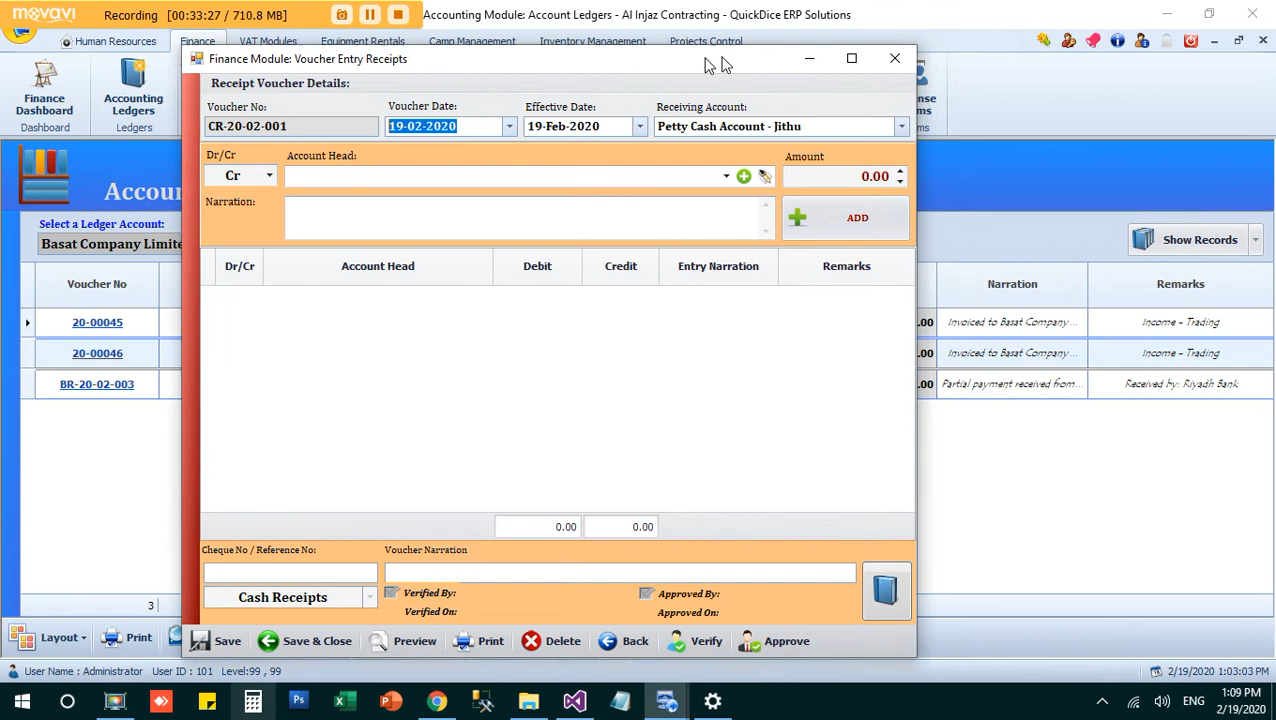 movavi
Recording (00:33:27 / 710.8 MB)
Accounting Module: Account Ledgers - Al Injaz Contracting - QuickDice ERP Solutions
Human Resources
Finance
VAT Modules
Equipment Rentals
Camp Management
Inventory Management
Projects Control
Finance
Dashboard
Dashboard
Accounting
Ledgers
Ledgers
Finance Module: Voucher Entry Receipts
Receipt Voucher Details:
Voucher No:
Voucher Date:
Effective Date:
Receiving Account:
CR-20-02-001
19-02-2020
19-Feb-2020
Petty Cash Account - Jithu
Dr/Cr
Account Head:
Amount
Cr
0.00
Narration:
ADD
Select a Ledger Account:
Basat Company Limite
Show Records
Dr/Cr
Account Head
Debit
Credit
Entry Narration
Remarks
Voucher No
Narration
Remarks
20-00045
.00
Invoiced to Basat Company ...
Income – Trading
20-00046
.00
Invoiced to Basat Company ...
Income – Trading
BR-20-02-003
.00
Partial payment received from...
Received by: Riyadh Bank
0.00
0.00
Cheque No / Reference No:
Voucher Narration
Cash Receipts
Verified By:
Verified On:
Approved By:
Approved On:
3
Layout
Print
Save
Save & Close
Preview
Print
Delete
Back
Verify
Approve
User Name : Administrator
User ID : 101
Level:99 , 99
2/19/2020 1:03:03 PM
Ps
ENG
1:09 PM
2/19/2020